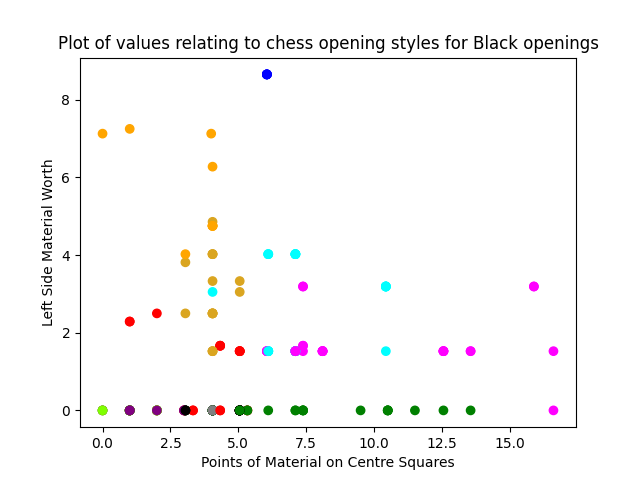 Plot of values relating to chess opening styles for Black openings
8
6
4
2
0
Left Side Material Worth
0.0 2.5 5.0 7.5 10.0 12.5 15.0
Points of Material on Centre Squares